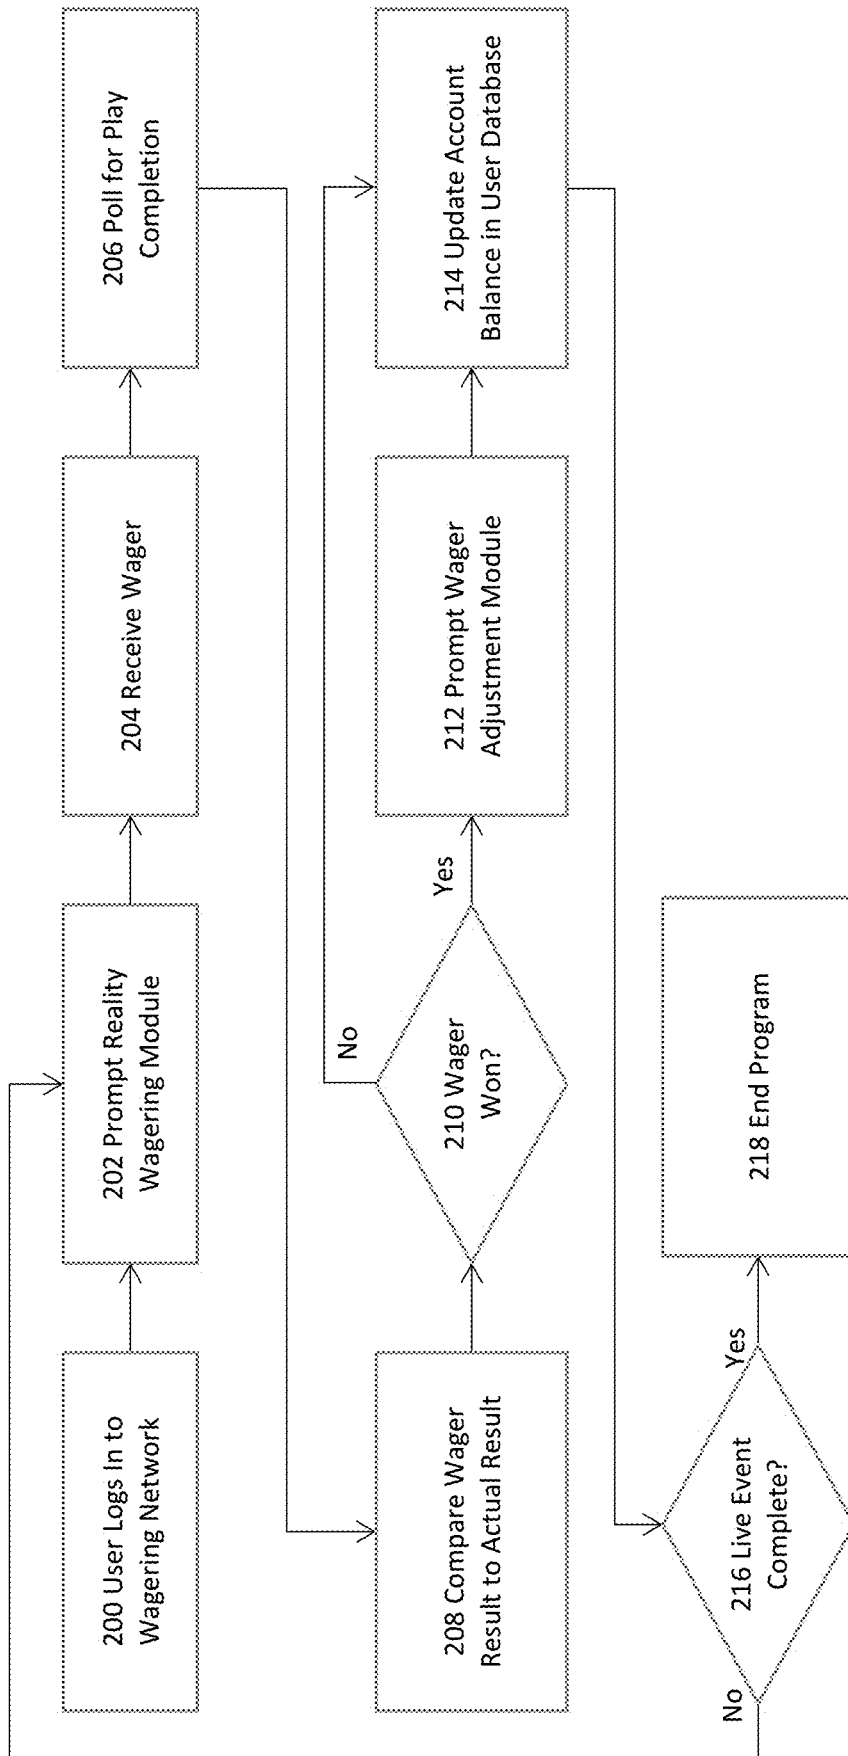 200 User Logs In to
Wagering Network
202 Prompt Reality
Wagering Module
204 Receive Wager
206 Poll for Play
Completion
208 Compare Wager
Result to Actual Result
210 Wager
Won?
No
Yes
212 Prompt Wager
Adjustment Module
214 Update Account
Balance in User Database
216 Live Event
Complete?
No
Yes
218 End Program